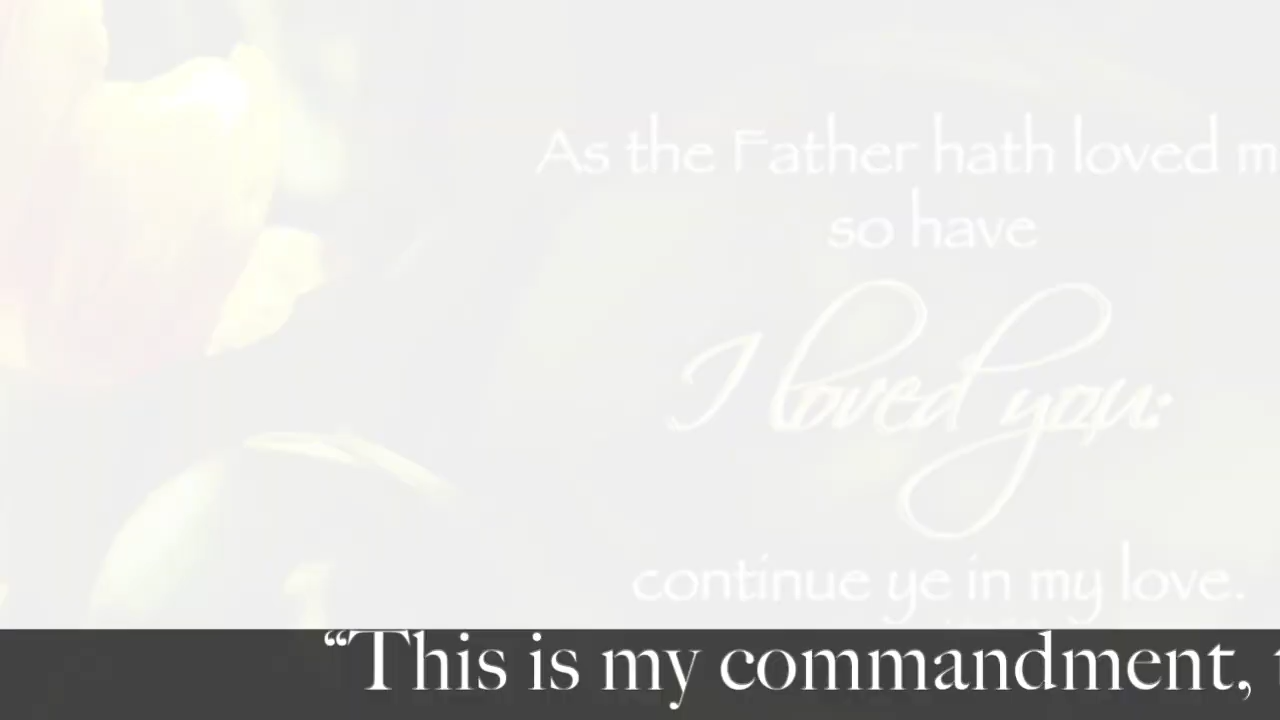 As the Father hath loved m
so have
I loved you:
continue ye in my love.
“This is my commandment,